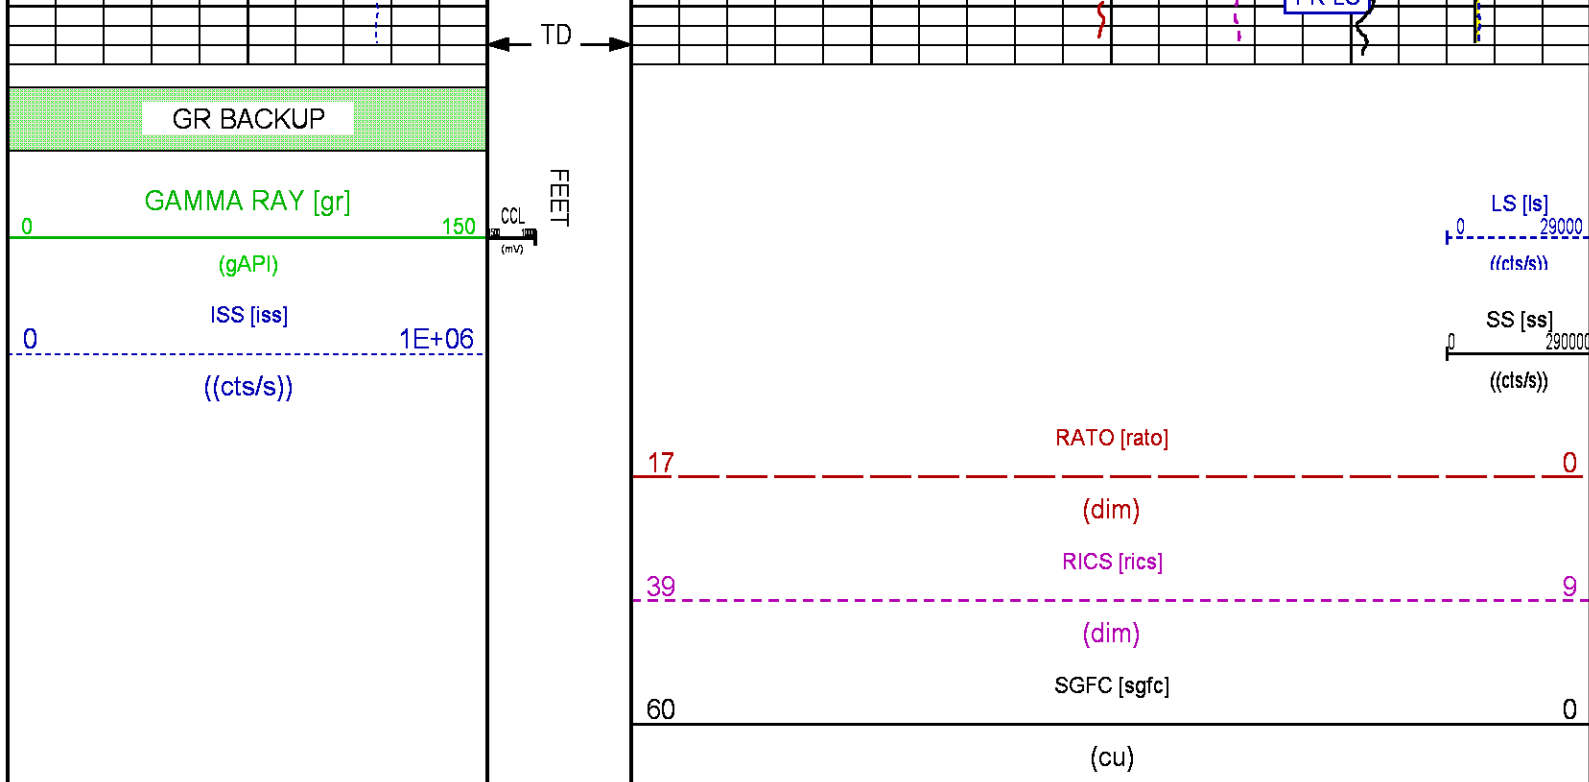 TD
GR BACKUP
FEET
GAMMA RAY [gr]
0 150
(gAPI)
CCL
(mV)
LS [ls]
0 29000
((cts/s))
ISS [iss]
0 1E+06
((cts/s))
SS [ss]
0 290000
((cts/s))
RATO [rato]
17 0
(dim)
RICS [rics]
39 9
(dim)
SGFC [sgfc]
60 0
(cu)